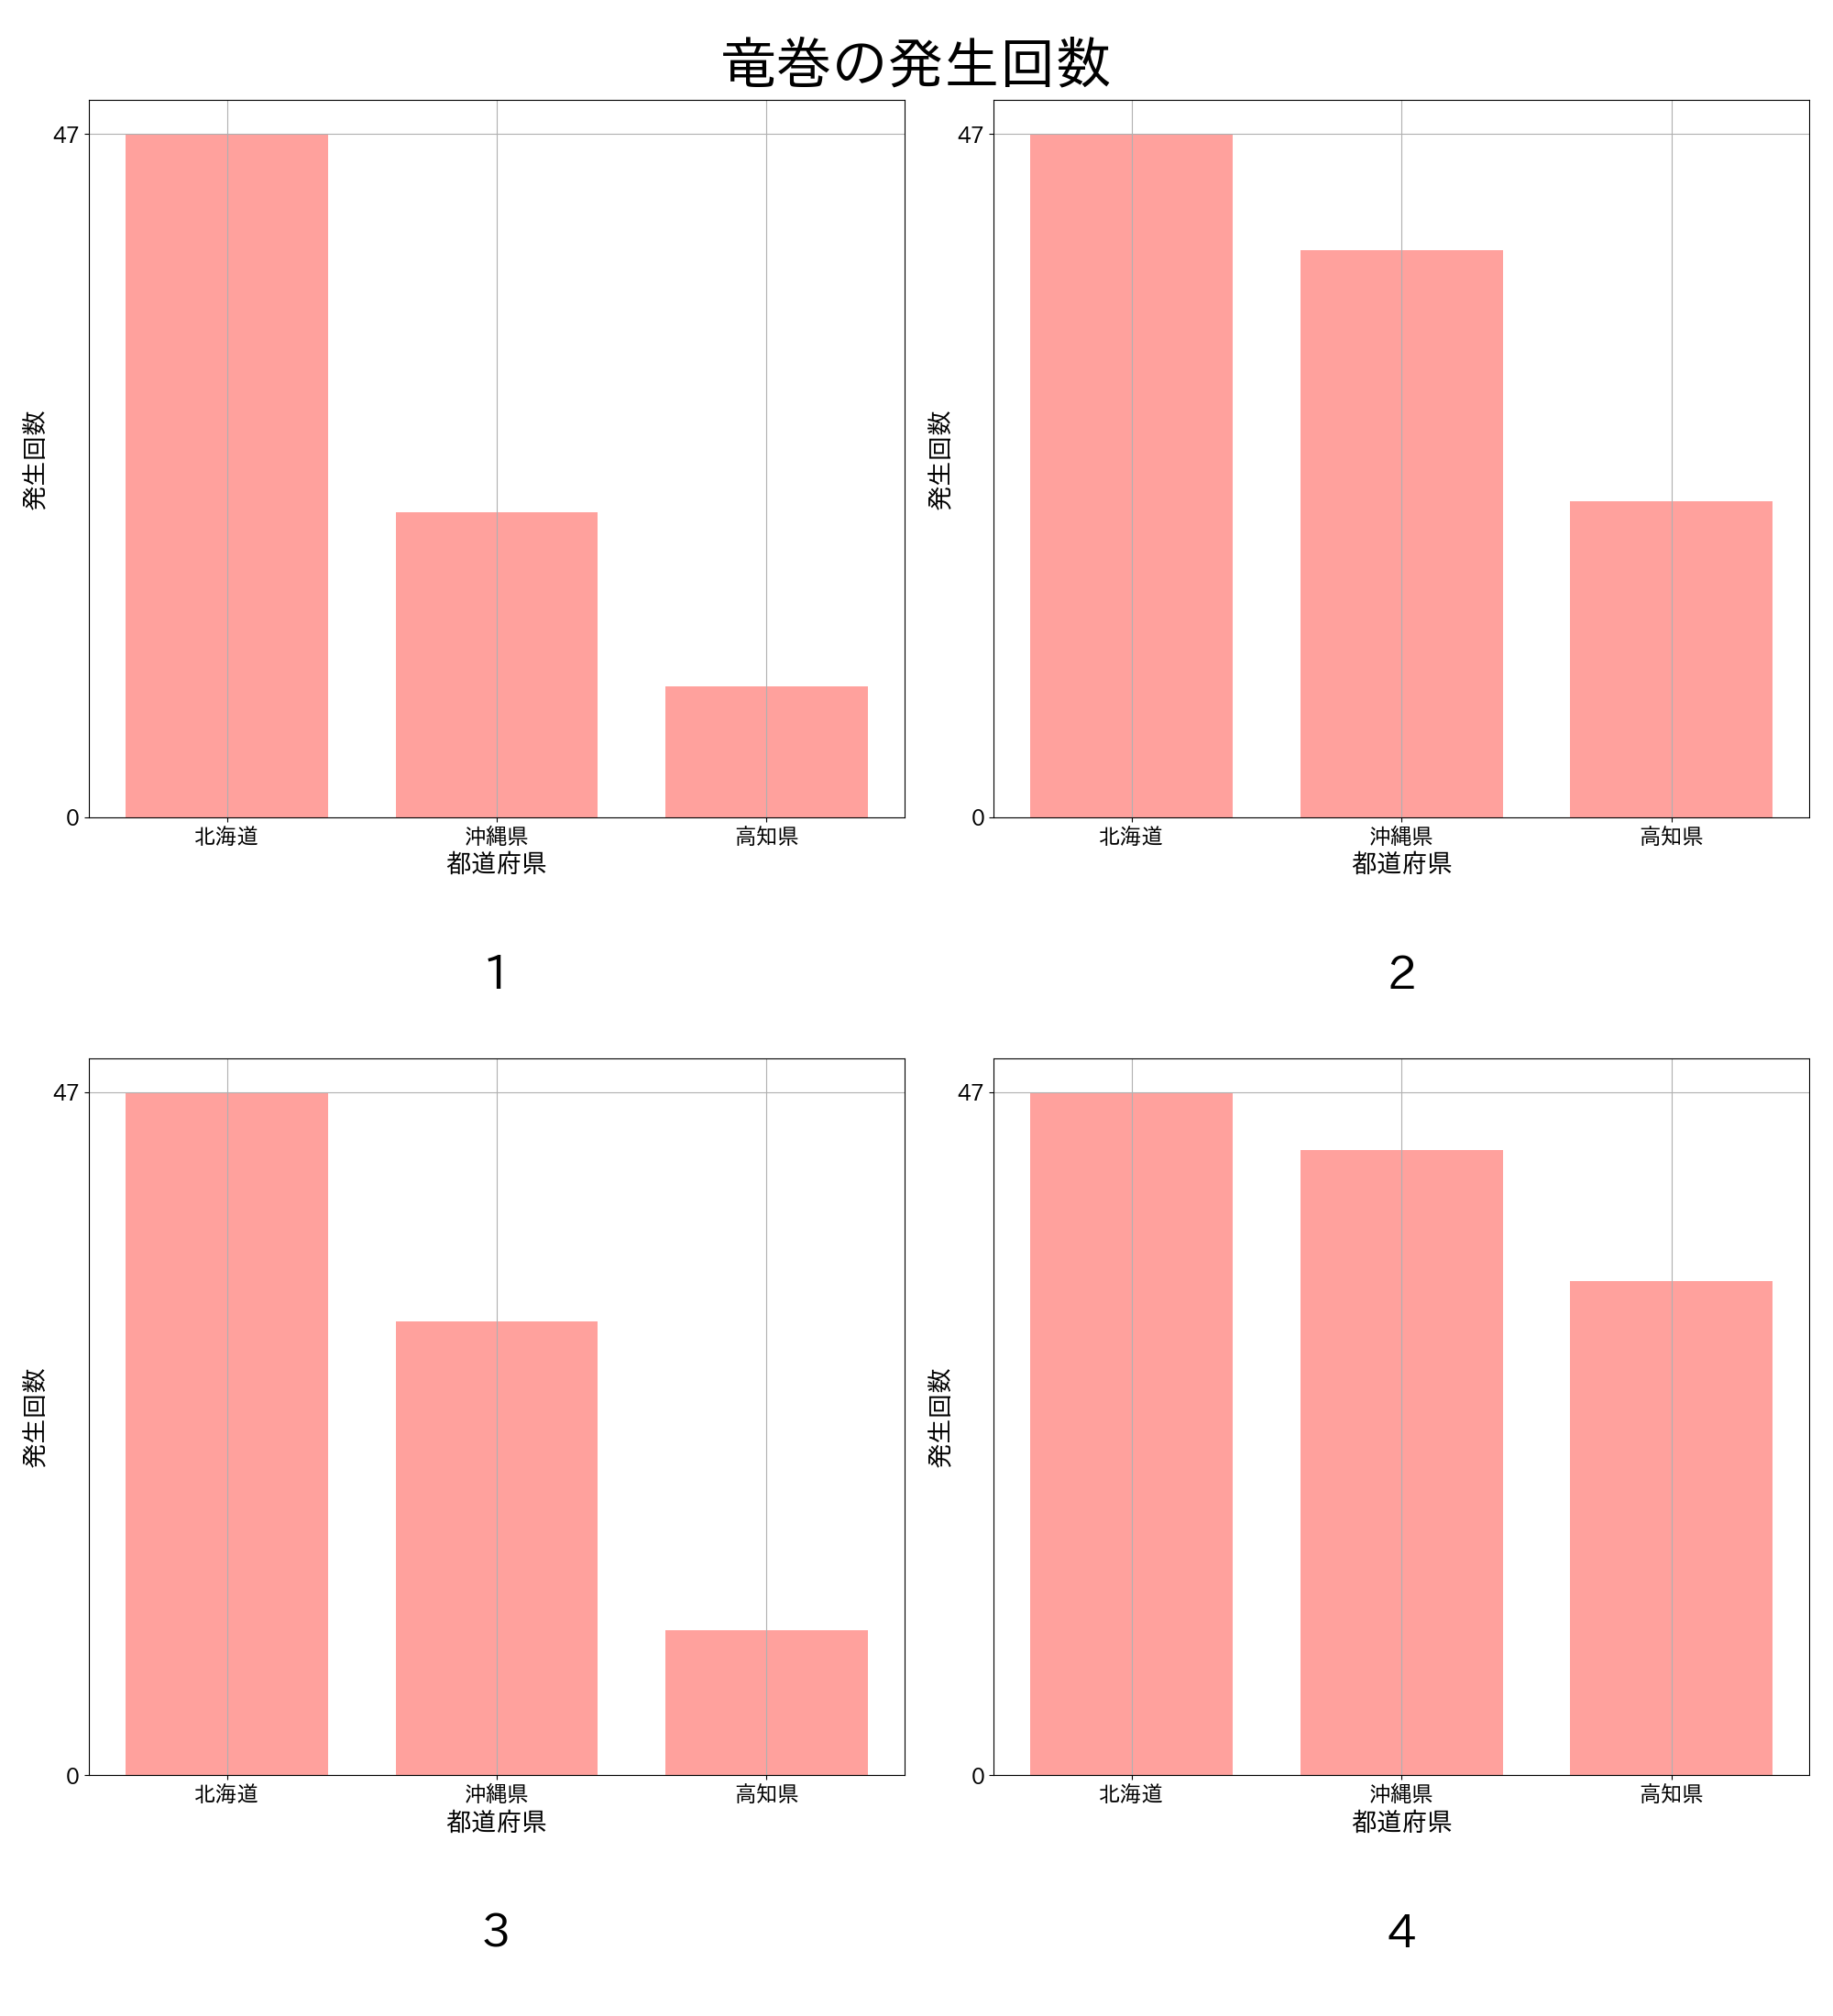 竜巻の発生回数
47
0
発生回数
北海道 沖縄県 高知県
都道府県
1
47
0
発生回数
北海道 沖縄県 高知県
都道府県
2
47
0
発生回数
北海道 沖縄県 高知県
都道府県
3
47
0
発生回数
北海道 沖縄県 高知県
都道府県
4